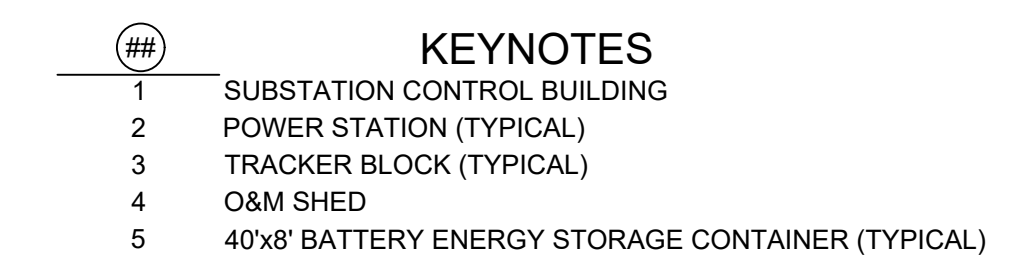 ## KEYNOTES
1 SUBSTATION CONTROL BUILDING
2 POWER STATION (TYPICAL)
3 TRACKER BLOCK (TYPICAL)
4 O&M SHED
5 40'x8' BATTERY ENERGY STORAGE CONTAINER (TYPICAL)